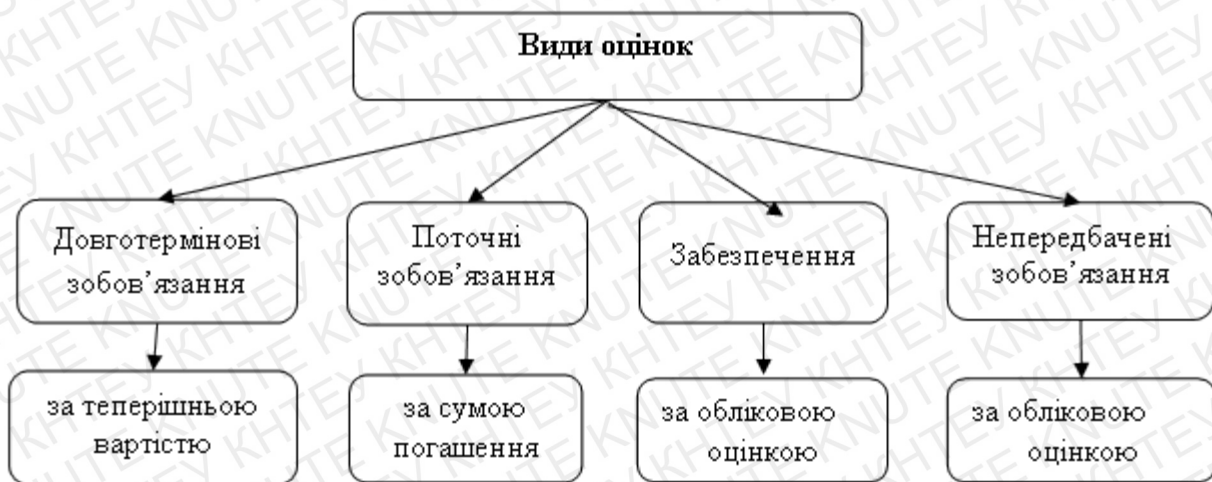 Види оцінок
Довготермінові
зобов’язання
Поточні
зобов’язання
Забезпечення
Непередбачені
зобов’язання
за теперішньою
вартістю
за сумою
погашення
за обліковою
оцінкою
за обліковою
оцінкою